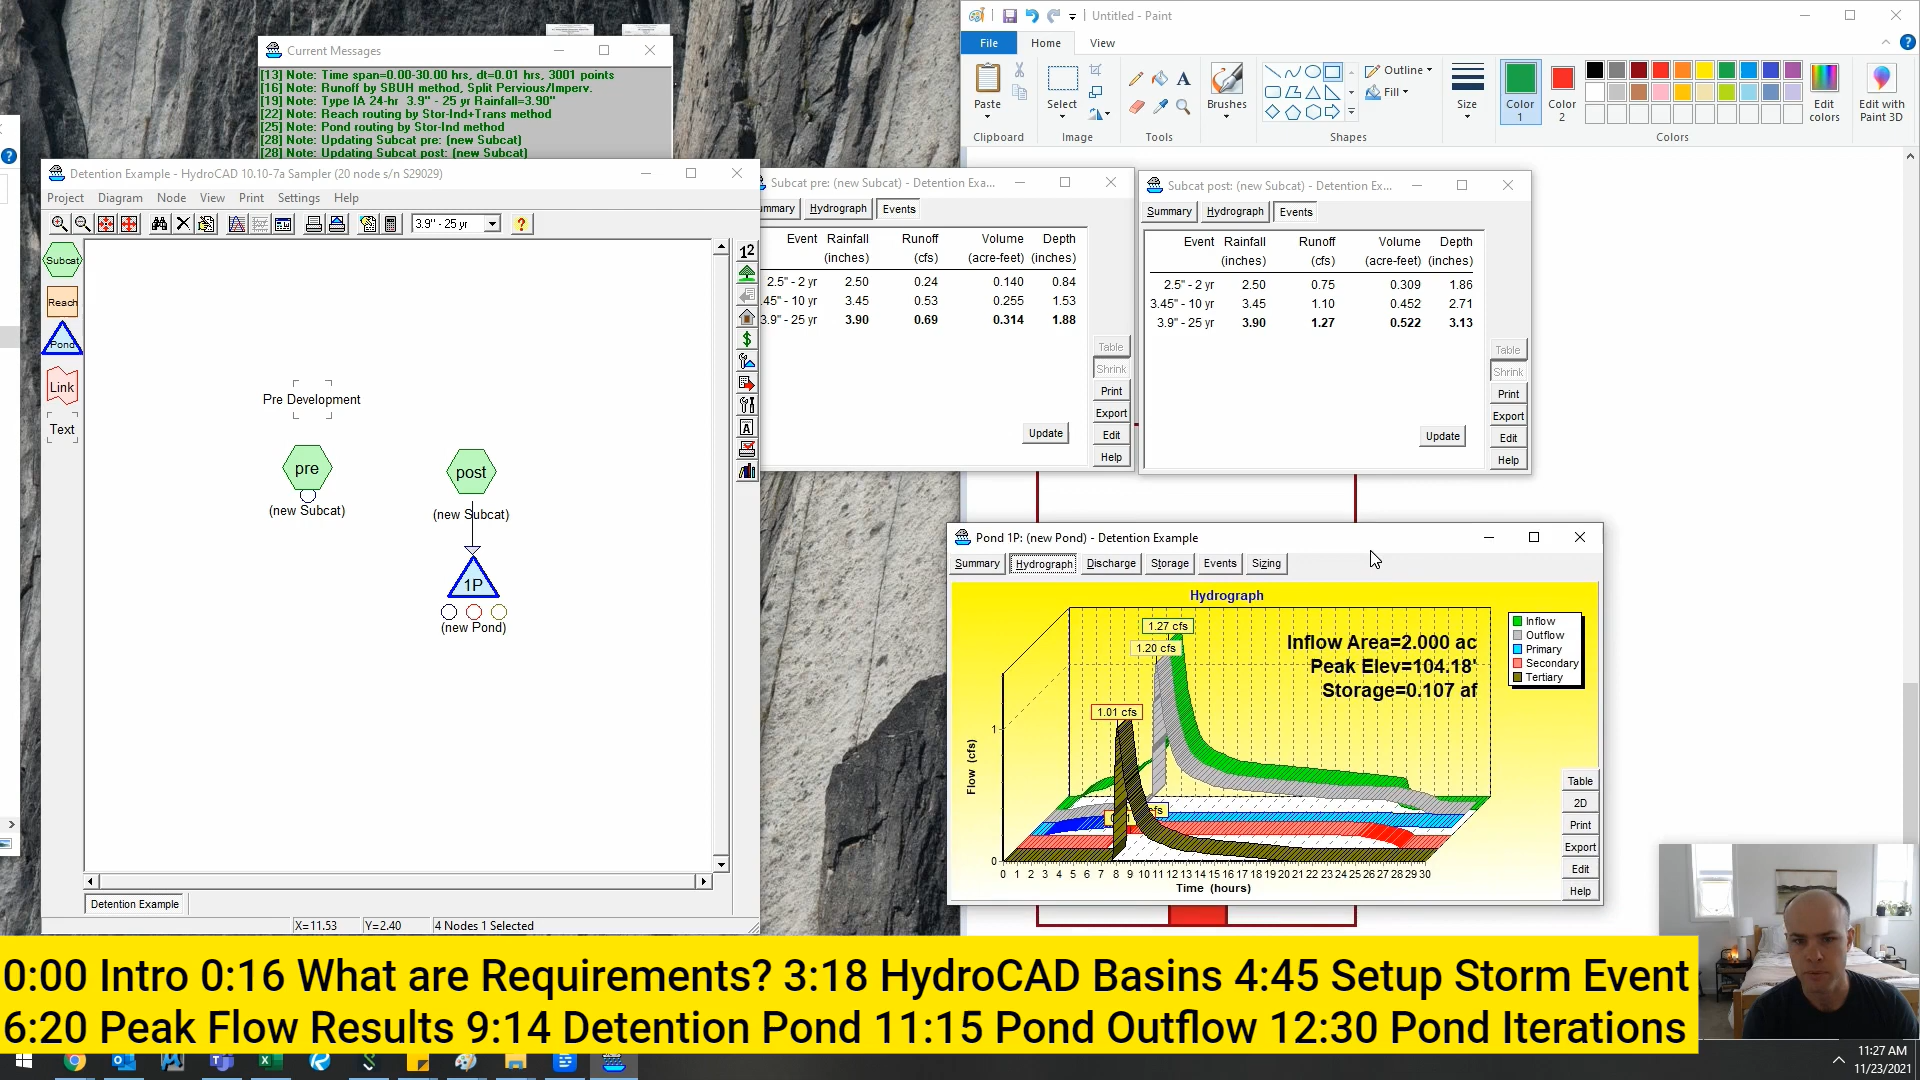 Current Messages
[13] Note: Time span=0.00-30.00 hrs, dt=0.01 hrs, 3001 points
[16] Note: Runoff by SBUH method, Split Pervious/Imperv.
[19] Note: Type IA 24-hr 3.9" - 25 yr Rainfall=3.90"
[22] Note: Reach routing by Stor-Ind+Trans method
[25] Note: Pond routing by Stor-Ind method
[28] Note: Updating Subcat pre: (new Subcat)
[28] Note: Updating Subcat post: (new Subcat)
Untitled - Paint
File Home View
Paste
Clipboard
Select
Image
Tools
Brushes
Outline
Fill
Shapes
Size
Color 1
Color 2
Edit colors
Edit with Paint 3D
Colors
Detention Example - HydroCAD 10.10-7a Sampler (20 node s/n S29029)
Project Diagram Node View Print Settings Help
3.9" - 25 yr
Subcat
Reach
Pond
Link
Text
Pre Development
pre
(new Subcat)
post
(new Subcat)
1P
(new Pond)
Detention Example
X=11.53 Y=2.40 4 Nodes 1 Selected
Subcat pre: (new Subcat) - Detention Exa...
ummary Hydrograph Events
Event Rainfall Runoff Volume Depth
(inches) (cfs) (acre-feet) (inches)
2.5" - 2 yr 2.50 0.24 0.140 0.84
.45" - 10 yr 3.45 0.53 0.255 1.53
3.9" - 25 yr 3.90 0.69 0.314 1.88
Table
Shrink
Print
Export
Update
Edit
Help
Subcat post: (new Subcat) - Detention Ex...
Summary Hydrograph Events
Event Rainfall Runoff Volume Depth
(inches) (cfs) (acre-feet) (inches)
2.5" - 2 yr 2.50 0.75 0.309 1.86
3.45" - 10 yr 3.45 1.10 0.452 2.71
3.9" - 25 yr 3.90 1.27 0.522 3.13
Table
Shrink
Print
Export
Update
Edit
Help
Pond 1P: (new Pond) - Detention Example
Summary Hydrograph Discharge Storage Events Sizing
Hydrograph
Inflow Area=2.000 ac
Peak Elev=104.18'
Storage=0.107 af
1.27 cfs
1.20 cfs
1.01 cfs
Inflow
Outflow
Primary
Secondary
Tertiary
Flow (cfs)
1
0
0 1 2 3 4 5 6 7 8 9 10 11 12 13 14 15 16 17 18 19 20 21 22 23 24 25 26 27 28 29 30
Time (hours)
Table
2D
Print
Export
Edit
Help
0:00 Intro 0:16 What are Requirements? 3:18 HydroCAD Basins 4:45 Setup Storm Event
6:20 Peak Flow Results 9:14 Detention Pond 11:15 Pond Outflow 12:30 Pond Iterations
11:27 AM
11/23/2021